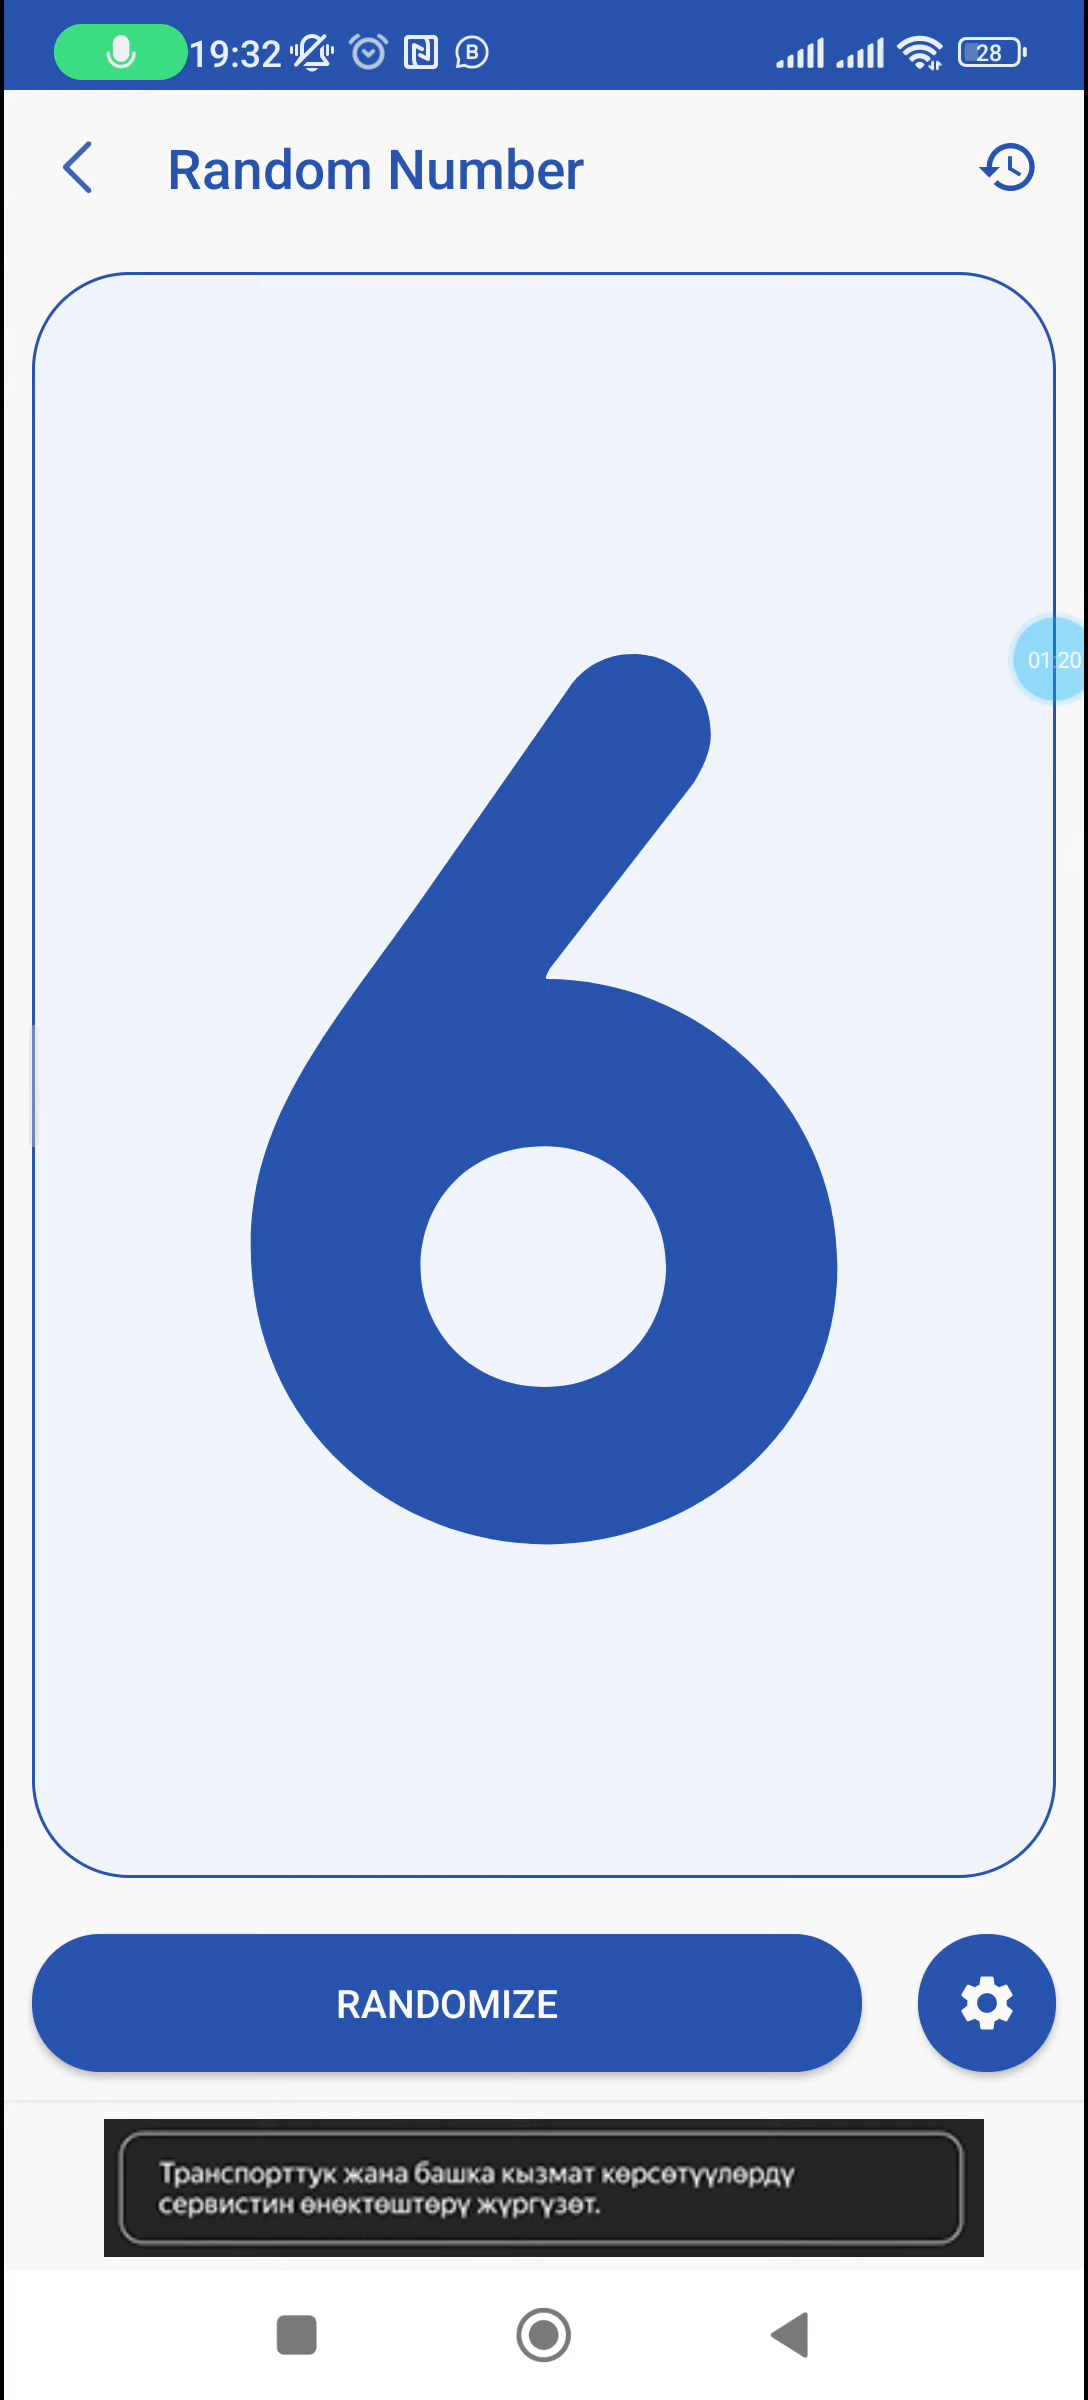 19:32 B 28
Random Number
01:20
6
RANDOMIZE
Транспорттук жана башка кызмат көрсөтүүлөрдү
сервистин өнөктөштөрү жүргүзөт.